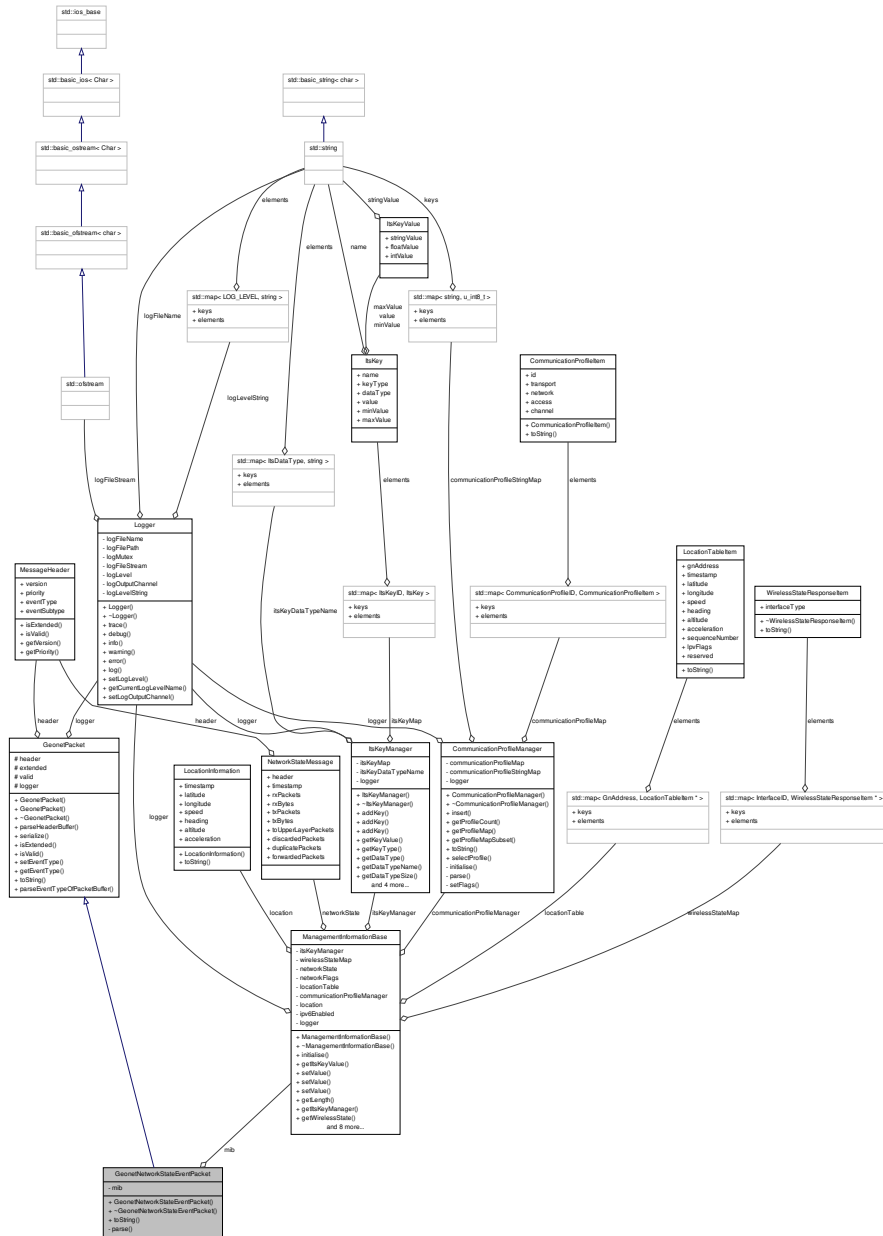 std::ios_base
std::basic_ios< Char >
std::basic_string< char >
std::basic_ostream< Char >
std::string
elements
stringValue
keys
ItsKeyValue
+ stringValue
+ floatValue
+ intValue
std::basic_ofstream< char >
elements
name
std::map< LOG_LEVEL, string >
+ keys
+ elements
std::map< string, u_int8_t >
+ keys
+ elements
maxValue
value
minValue
logFileName
ItsKey
+ name
+ keyType
+ dataType
+ value
+ minValue
+ maxValue
CommunicationProfileItem
+ id
+ transport
+ network
+ access
+ channel
+ CommunicationProfileItem()
+ toString()
std::ofstream
logLevelString
std::map< ItsDataType, string >
+ keys
+ elements
logFileStream
elements
communicationProfileStringMap
elements
Logger
- logFileName
- logFilePath
- logMutex
- logFileStream
- logLevel
- logOutputChannel
- logLevelString
+ Logger()
+ ~Logger()
+ trace()
+ debug()
+ info()
+ warning()
+ error()
+ log()
+ setLogLevel()
+ getCurrentLogLevelName()
+ setLogOutputChannel()
MessageHeader
+ version
+ priority
+ eventType
+ eventSubtype
+ isExtended()
+ isValid()
+ getVersion()
+ getPriority()
itsKeyDataTypeName
std::map< ItsKeyID, ItsKey >
+ keys
+ elements
std::map< CommunicationProfileID, CommunicationProfileItem >
+ keys
+ elements
LocationTableItem
+ gnAddress
+ timestamp
+ latitude
+ longitude
+ speed
+ heading
+ altitude
+ acceleration
+ sequenceNumber
+ lpvFlags
+ reserved
+ toString()
WirelessStateResponseItem
+ interfaceType
+ ~WirelessStateResponseItem()
+ toString()
header
logger
header
logger
logger
itsKeyMap
communicationProfileMap
elements
elements
GeonetPacket
# header
# extended
# valid
# logger
+ GeonetPacket()
+ GeonetPacket()
+ ~GeonetPacket()
+ parseHeaderBuffer()
+ serialize()
+ isExtended()
+ isValid()
+ setEventType()
+ getEventType()
+ toString()
+ parseEventTypeOfPacketBuffer()
logger
LocationInformation
+ timestamp
+ latitude
+ longitude
+ speed
+ heading
+ altitude
+ acceleration
+ LocationInformation()
+ toString()
NetworkStateMessage
+ header
+ timestamp
+ rxPackets
+ rxBytes
+ txPackets
+ txBytes
+ toUpperLayerPackets
+ discardedPackets
+ duplicatePackets
+ forwardedPackets
ItsKeyManager
- itsKeyMap
- itsKeyDataTypeName
- logger
+ ItsKeyManager()
+ ~ItsKeyManager()
+ addKey()
+ addKey()
+ addKey()
+ getKeyValue()
+ getKeyType()
+ getDataType()
+ getDataTypeName()
+ getDataTypeSize()
and 4 more...
CommunicationProfileManager
- communicationProfileMap
- communicationProfileStringMap
- logger
+ CommunicationProfileManager()
+ ~CommunicationProfileManager()
+ insert()
+ getProfileCount()
+ getProfileMap()
+ getProfileMapSubset()
+ toString()
+ selectProfile()
- initialise()
- parse()
- setFlags()
std::map< GnAddress, LocationTableItem * >
+ keys
+ elements
std::map< InterfaceID, WirelessStateResponseItem * >
+ keys
+ elements
location
networkState
itsKeyManager
communicationProfileManager
locationTable
wirelessStateMap
ManagementInformationBase
- itsKeyManager
- wirelessStateMap
- networkState
- networkFlags
- locationTable
- communicationProfileManager
- location
- ipv6Enabled
- logger
+ ManagementInformationBase()
+ ~ManagementInformationBase()
+ initialise()
+ getItsKeyValue()
+ setValue()
+ setValue()
+ setValue()
+ getLength()
+ getItsKeyManager()
+ getWirelessState()
and 8 more...
mib
GeonetNetworkStateEventPacket
- mib
+ GeonetNetworkStateEventPacket()
+ ~GeonetNetworkStateEventPacket()
+ toString()
- parse()